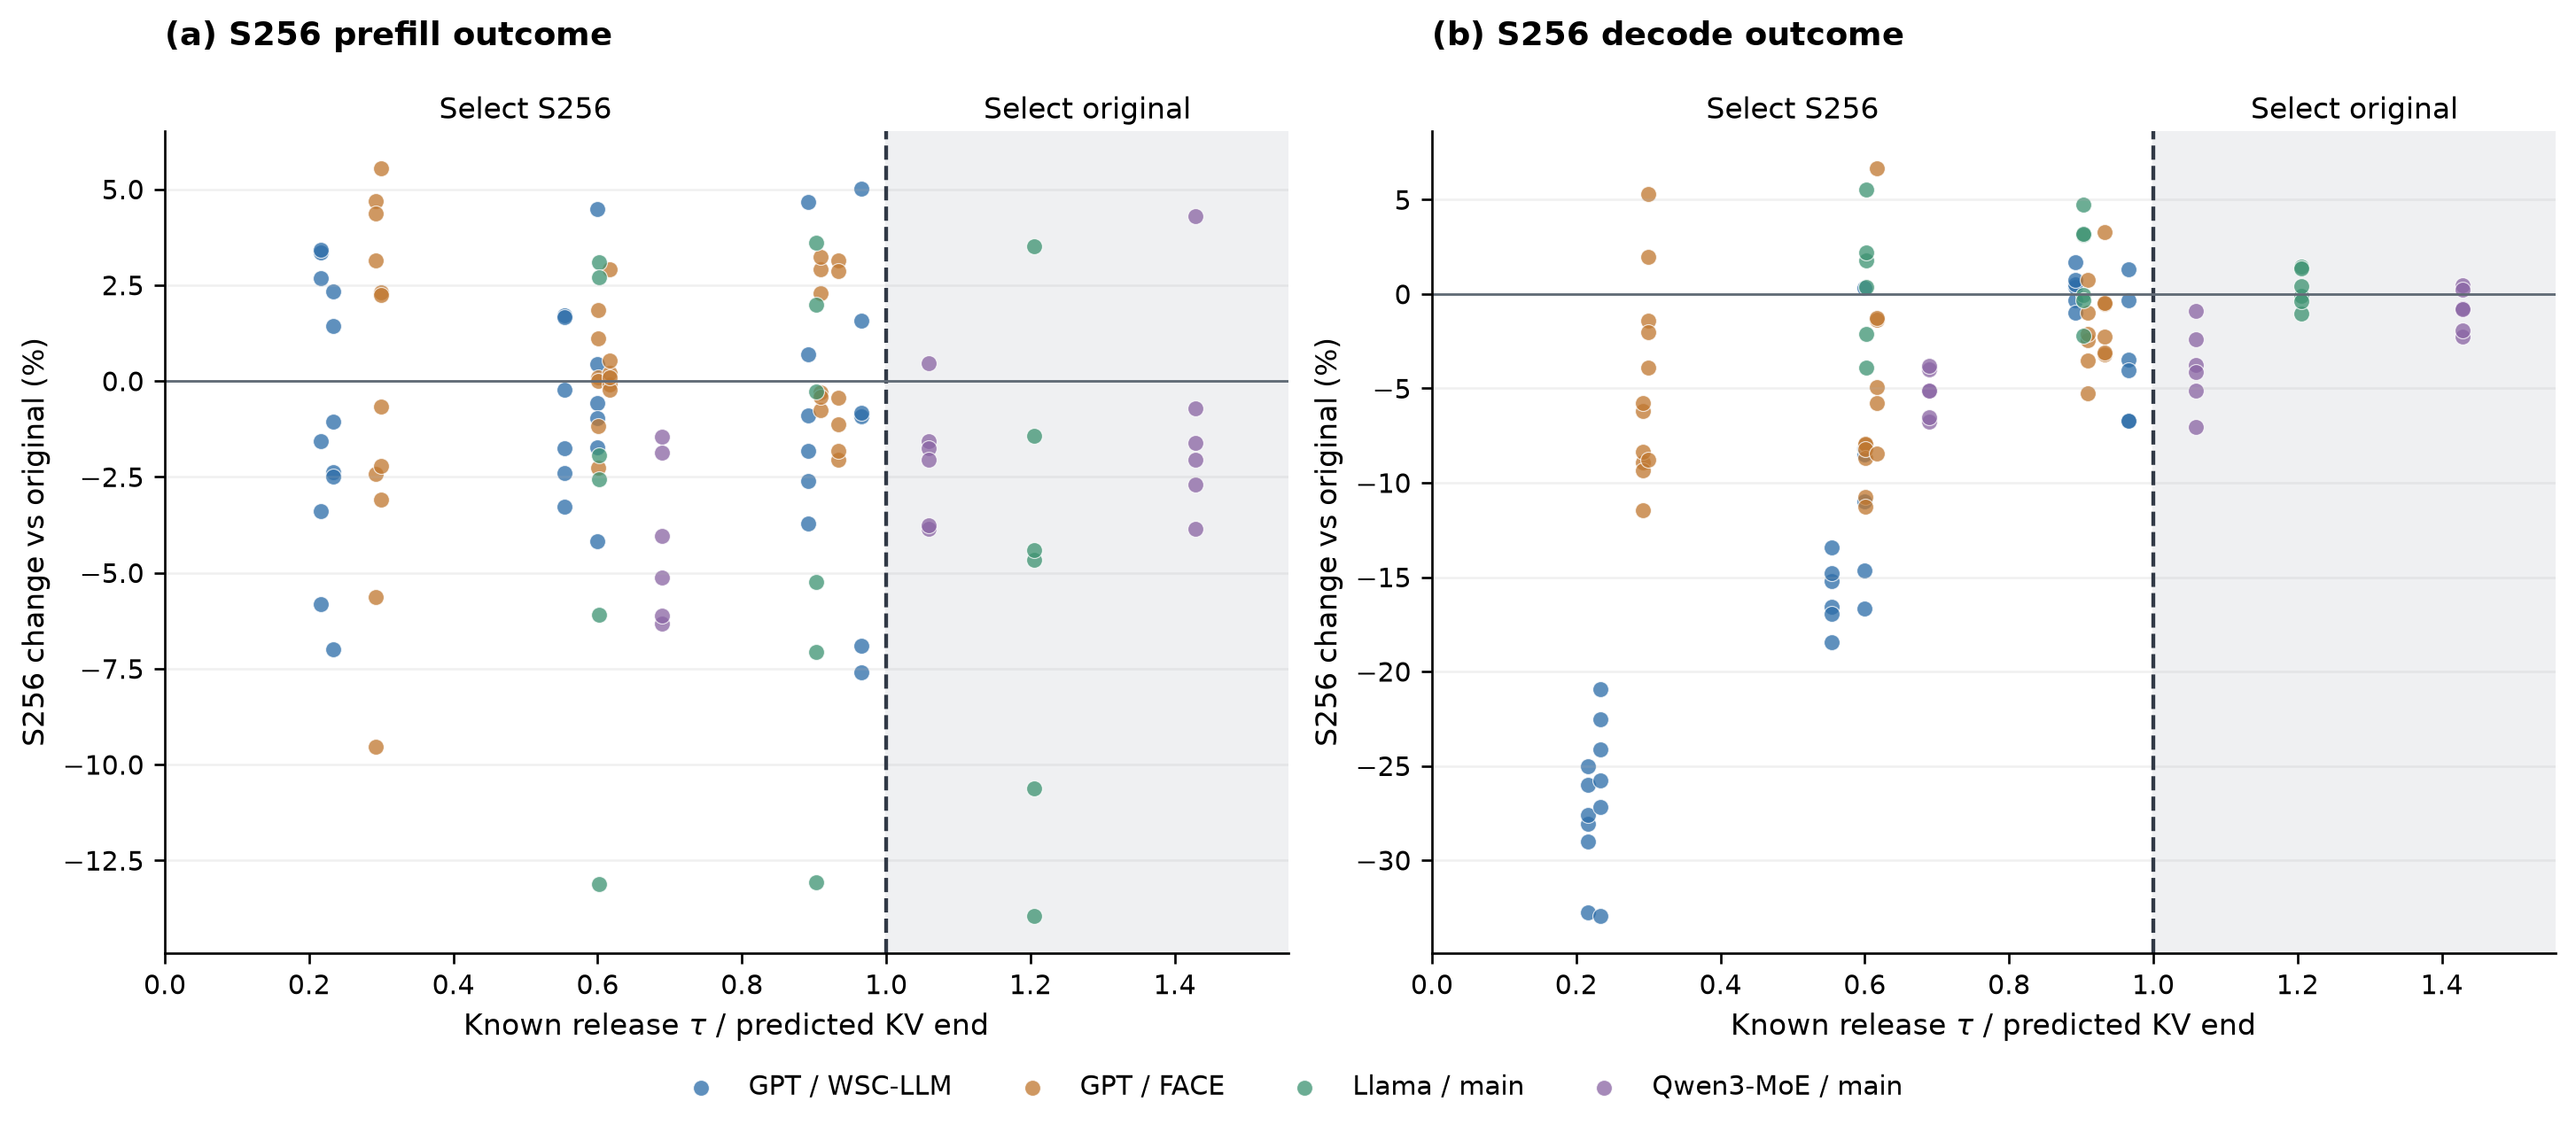 (a) S256 prefill outcome
Select S256
Select original
S256 change vs original (%)
5.0
2.5
0.0
−2.5
−5.0
−7.5
−10.0
−12.5
0.0 0.2 0.4 0.6 0.8 1.0 1.2 1.4
Known release τ / predicted KV end
(b) S256 decode outcome
Select S256
Select original
S256 change vs original (%)
5
0
−5
−10
−15
−20
−25
−30
0.0 0.2 0.4 0.6 0.8 1.0 1.2 1.4
Known release τ / predicted KV end
GPT / WSC-LLM GPT / FACE Llama / main Qwen3-MoE / main